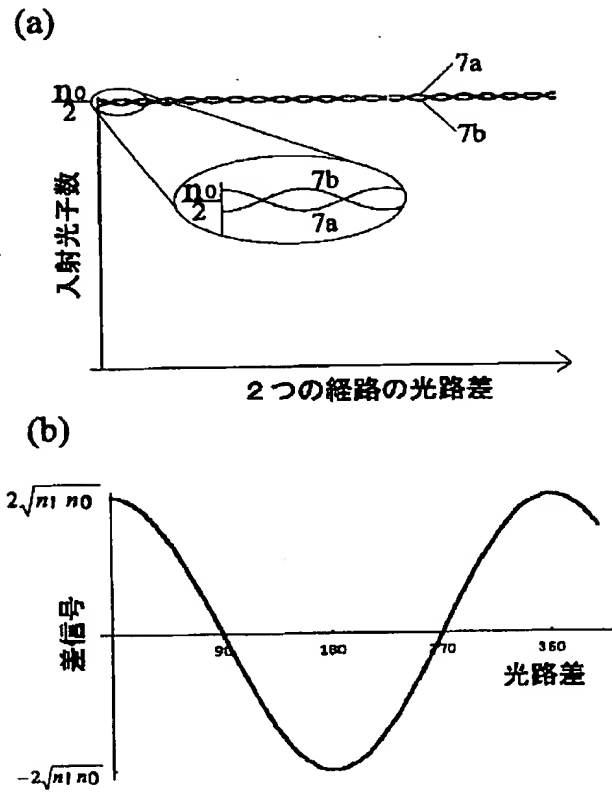 (a)
n0
2
7a
7b
n0
2
7b
7a
入射光子数
2つの経路の光路差
(b)
2√n1 n0
差信号
90
180
270
360
光路差
-2√n1 n0